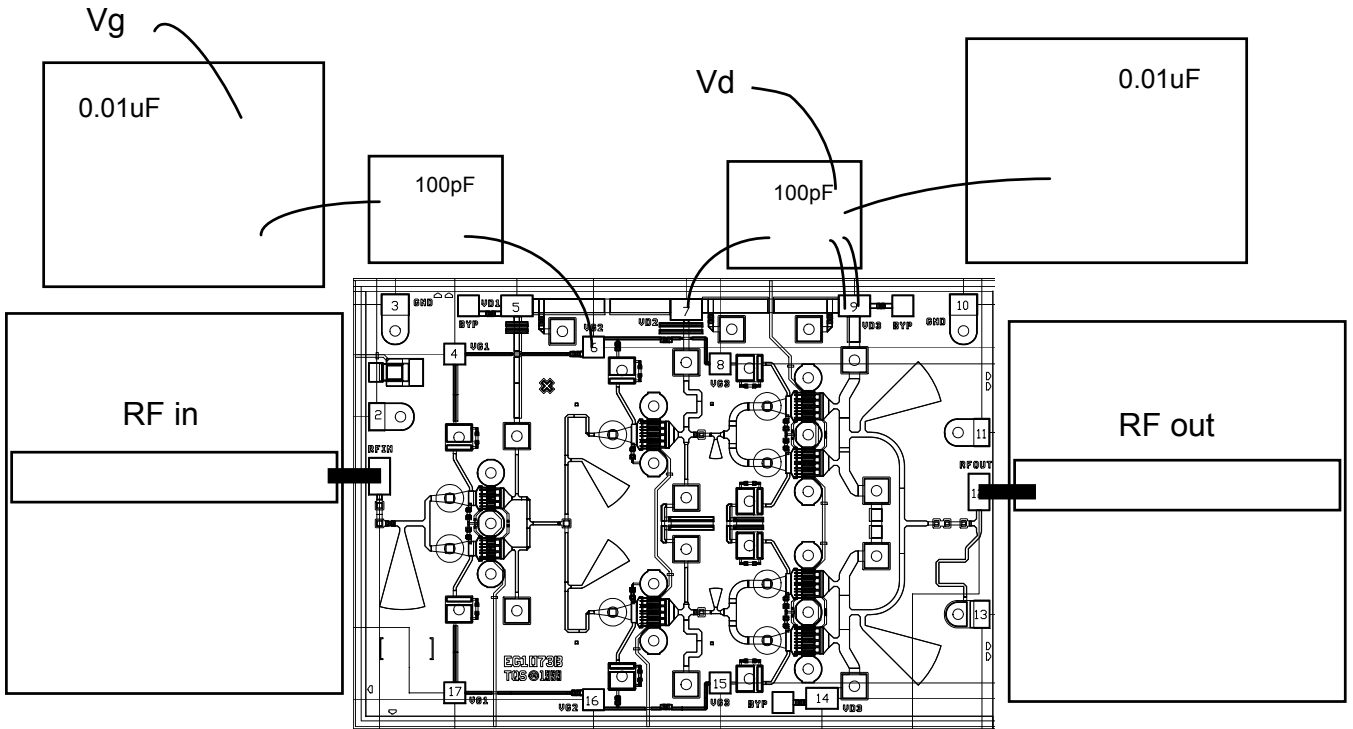 Vg
Vd
0.01uF
0.01uF
100pF
100pF
3 GND
BYP
VD1 5
VG2
VD2
7
9
VD3
BYP
10
GND
4 VG1
6
8
VG3
2
RF in
RFIN
11
RF out
RFOUT
13
EG1073B
17 VG1
VG2 16
15
VG3
BYP
14
VD3